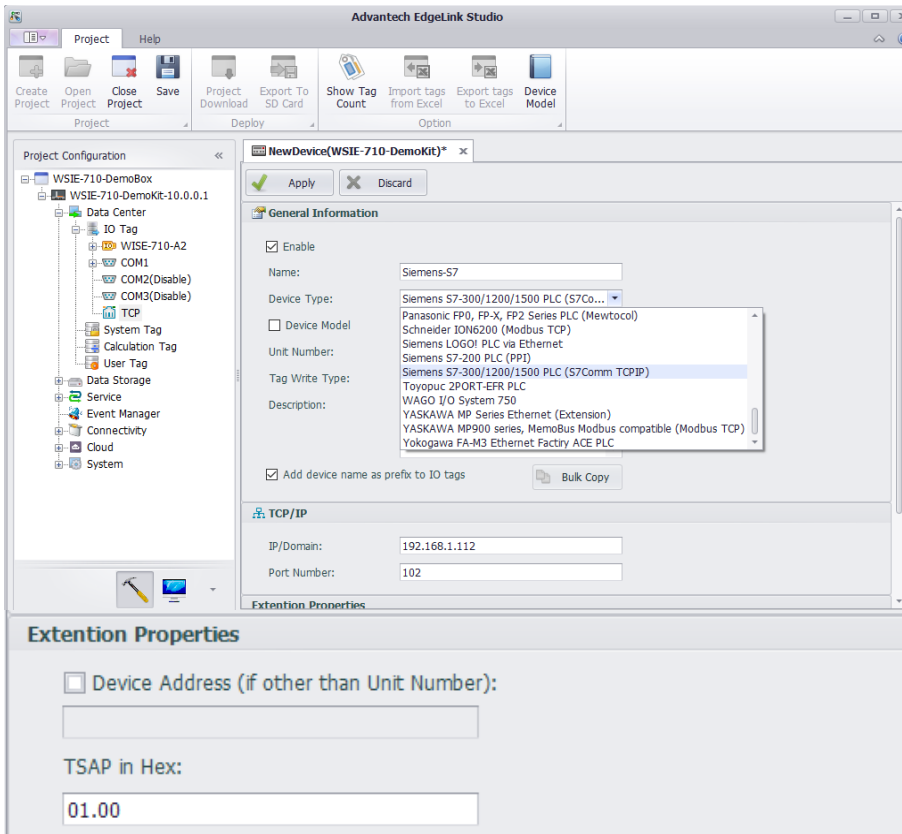 Advantech EdgeLink Studio
Project Help
Create Project
Open Project
Close Project
Save
Project Download
Export To SD Card
Show Tag Count
Import tags from Excel
Export tags to Excel
Device Model
Project
Deploy
Option
Project Configuration «
WSIE-710-DemoBox
WSIE-710-DemoKit-10.0.0.1
Data Center
IO Tag
WISE-710-A2
COM1
COM2(Disable)
COM3(Disable)
TCP
System Tag
Calculation Tag
User Tag
Data Storage
Service
Event Manager
Connectivity
Cloud
System
NewDevice(WSIE-710-DemoKit)* x
Apply Discard
General Information
Enable
Name: Siemens-S7
Device Type: Siemens S7-300/1200/1500 PLC (S7Co...
Device Model
Unit Number:
Tag Write Type:
Description:
Panasonic FP0, FP-X, FP2 Series PLC (Mewtocol)
Schneider ION6200 (Modbus TCP)
Siemens LOGO! PLC via Ethernet
Siemens S7-200 PLC (PPI)
Siemens S7-300/1200/1500 PLC (S7Comm TCPIP)
Toyopuc 2PORT-EFR PLC
WAGO I/O System 750
YASKAWA MP Series Ethernet (Extension)
YASKAWA MP900 series, MemoBus Modbus compatible (Modbus TCP)
Yokogawa FA-M3 Ethernet Factiry ACE PLC
Add device name as prefix to IO tags
Bulk Copy
TCP/IP
IP/Domain: 192.168.1.112
Port Number: 102
Extention Properties
Extention Properties
Device Address (if other than Unit Number):
TSAP in Hex:
01.00